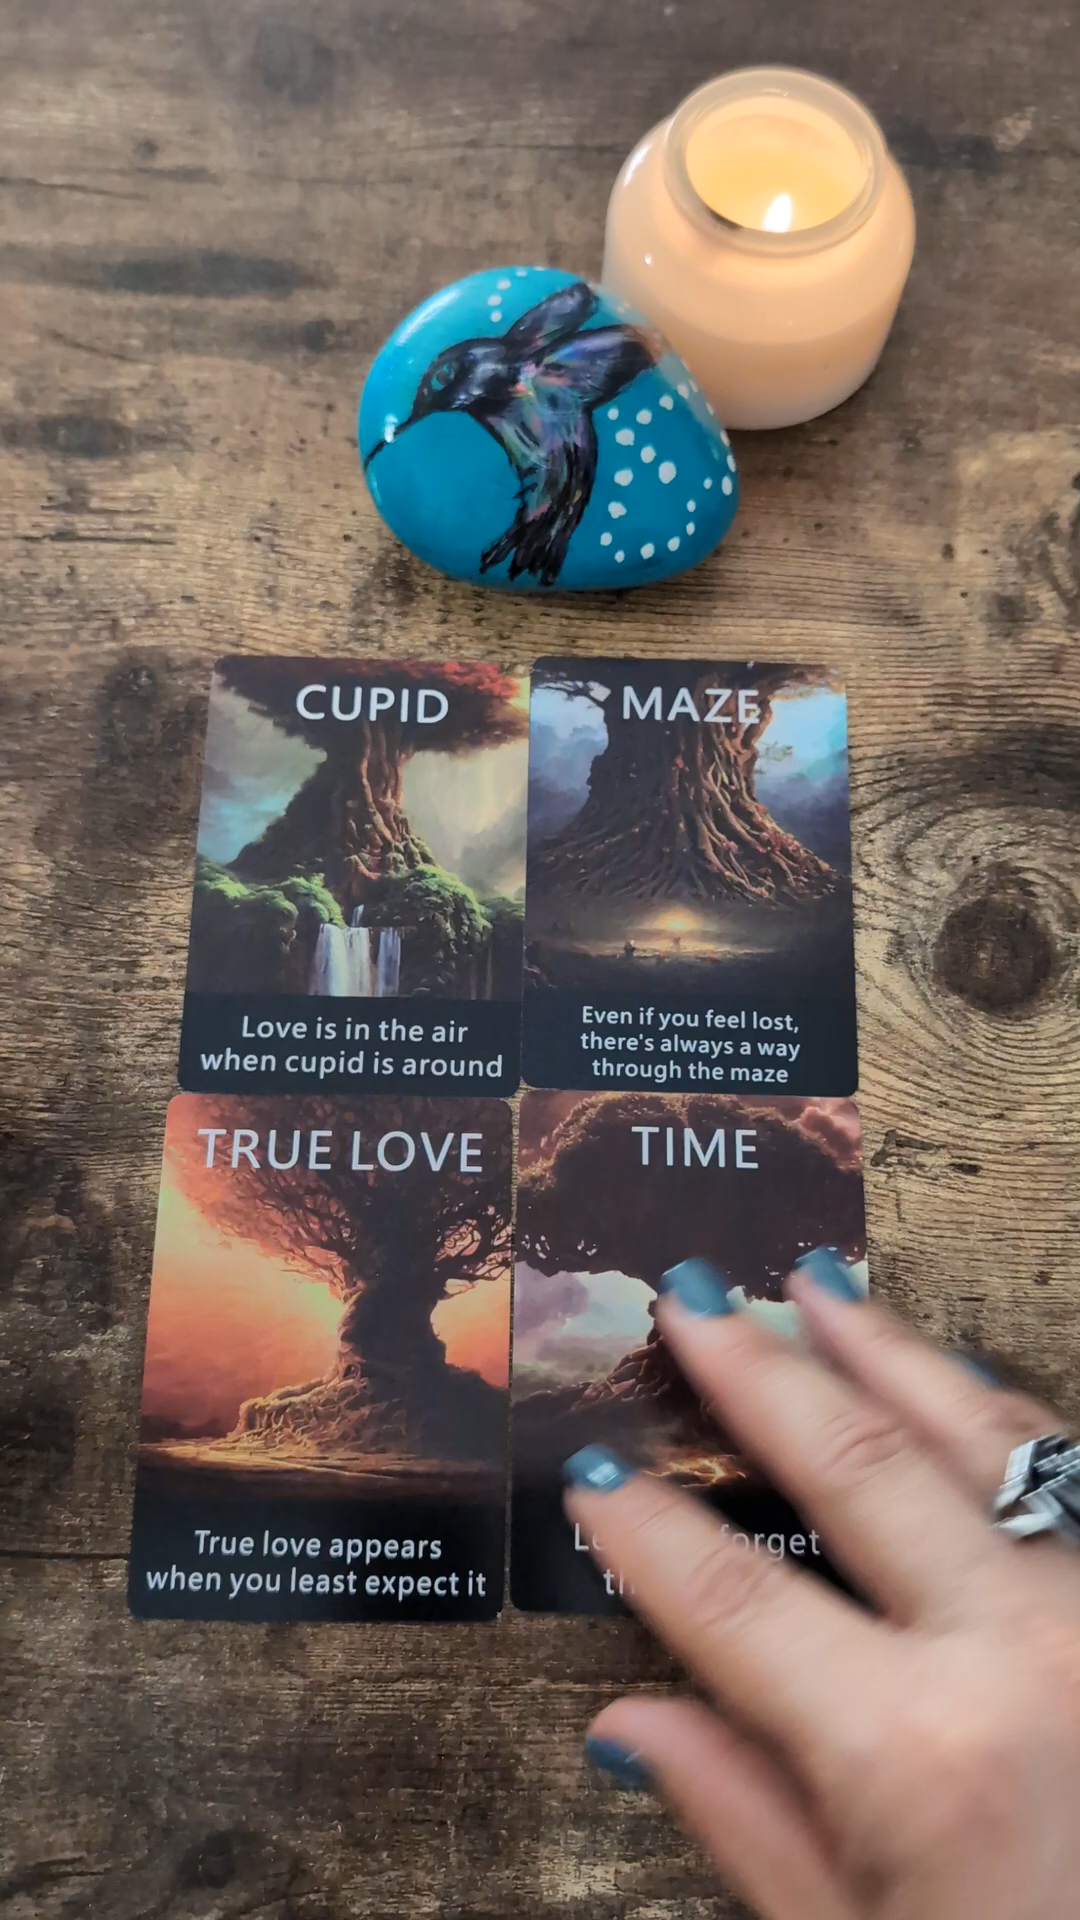 CUPID
Love is in the air
when cupid is around
MAZE
Even if you feel lost,
there's always a way
through the maze
TRUE LOVE
True love appears
when you least expect it
TIME
forget